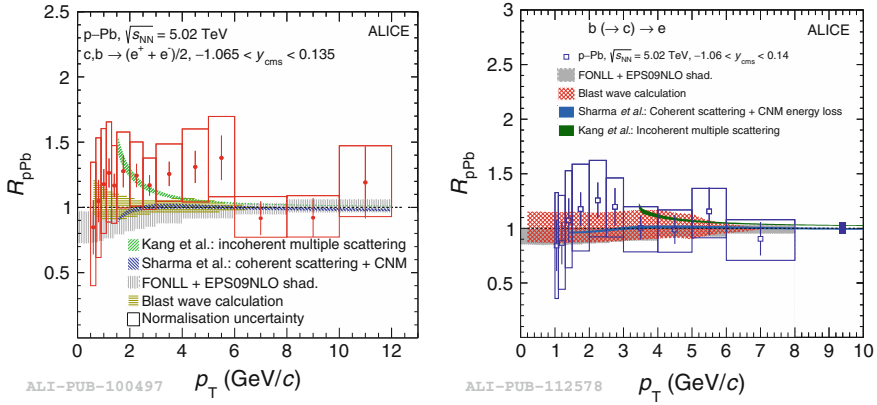 p–Pb, √sNN = 5.02 TeV
ALICE
c,b → (e+ + e-)/2, −1.065 < ycms < 0.135
RpPb
2.5
2
1.5
1
0.5
Kang et al.: incoherent multiple scattering
Sharma et al.: coherent scattering + CNM
FONLL + EPS09NLO shad.
Blast wave calculation
Normalisation uncertainty
0 2 4 6 8 10 12
pT (GeV/c)
ALI-PUB-100497
ALICE
b (→ c) → e
p–Pb, √sNN = 5.02 TeV, −1.06 < ycms < 0.14
FONLL + EPS09NLO shad.
Blast wave calculation
Sharma et al.: Coherent scattering + CNM energy loss
Kang et al.: Incoherent multiple scattering
RpPb
3
2.5
2
1.5
1
0.5
0 1 2 3 4 5 6 7 8 9 10
pT (GeV/c)
ALI-PUB-112578